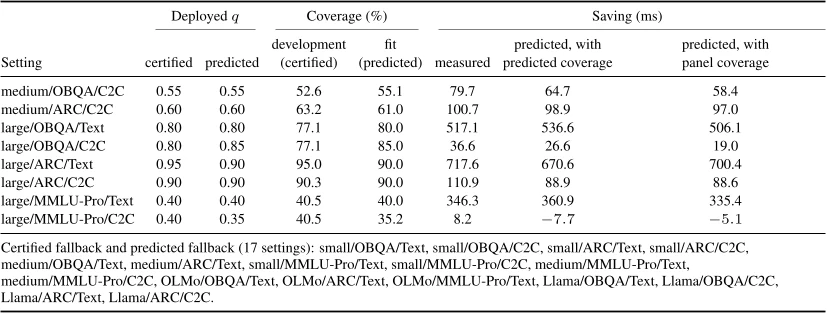 Deployed q Coverage (%) Saving (ms)
development fit predicted, with predicted, with
Setting certified predicted (certified) (predicted) measured predicted coverage panel coverage
medium/OBQA/C2C 0.55 0.55 52.6 55.1 79.7 64.7 58.4
medium/ARC/C2C 0.60 0.60 63.2 61.0 100.7 98.9 97.0
large/OBQA/Text 0.80 0.80 77.1 80.0 517.1 536.6 506.1
large/OBQA/C2C 0.80 0.85 77.1 85.0 36.6 26.6 19.0
large/ARC/Text 0.95 0.90 95.0 90.0 717.6 670.6 700.4
large/ARC/C2C 0.90 0.90 90.3 90.0 110.9 88.9 88.6
large/MMLU-Pro/Text 0.40 0.40 40.5 40.0 346.3 360.9 335.4
large/MMLU-Pro/C2C 0.40 0.35 40.5 35.2 8.2 −7.7 −5.1
Certified fallback and predicted fallback (17 settings): small/OBQA/Text, small/OBQA/C2C, small/ARC/Text, small/ARC/C2C,
medium/OBQA/Text, medium/ARC/Text, small/MMLU-Pro/Text, small/MMLU-Pro/C2C, medium/MMLU-Pro/Text,
medium/MMLU-Pro/C2C, OLMo/OBQA/Text, OLMo/ARC/Text, OLMo/MMLU-Pro/Text, Llama/OBQA/Text, Llama/OBQA/C2C,
Llama/ARC/Text, Llama/ARC/C2C.